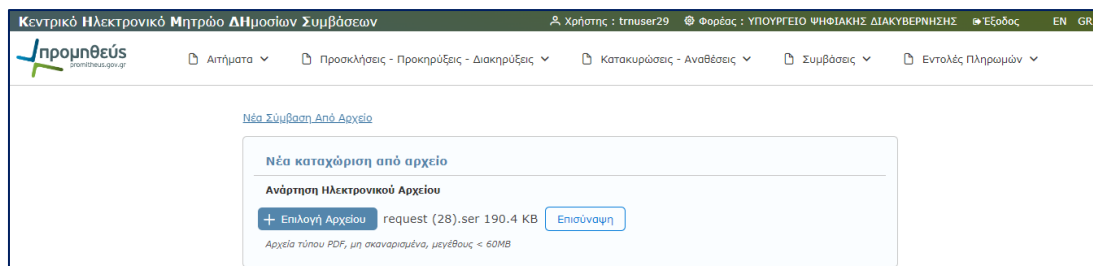 Κεντρικό Ηλεκτρονικό Μητρώο ΔΗμοσίων Συμβάσεων Χρήστης : trnuser29 Φορέας : ΥΠΟΥΡΓΕΙΟ ΨΗΦΙΑΚΗΣ ΔΙΑΚΥΒΕΡΝΗΣΗΣ Έξοδος EN GR
προμηθεύς
promitheus.gov.gr
Αιτήματα Προσκλήσεις - Προκηρύξεις - Διακηρύξεις Κατακυρώσεις - Αναθέσεις Συμβάσεις Εντολές Πληρωμών
Νέα Σύμβαση Από Αρχείο
Νέα καταχώριση από αρχείο
Ανάρτηση Ηλεκτρονικού Αρχείου
+ Επιλογή Αρχείου request (28).ser 190.4 KB Επισύναψη
Αρχεία τύπου PDF, μη σκαναρισμένα, μεγέθους < 60MB